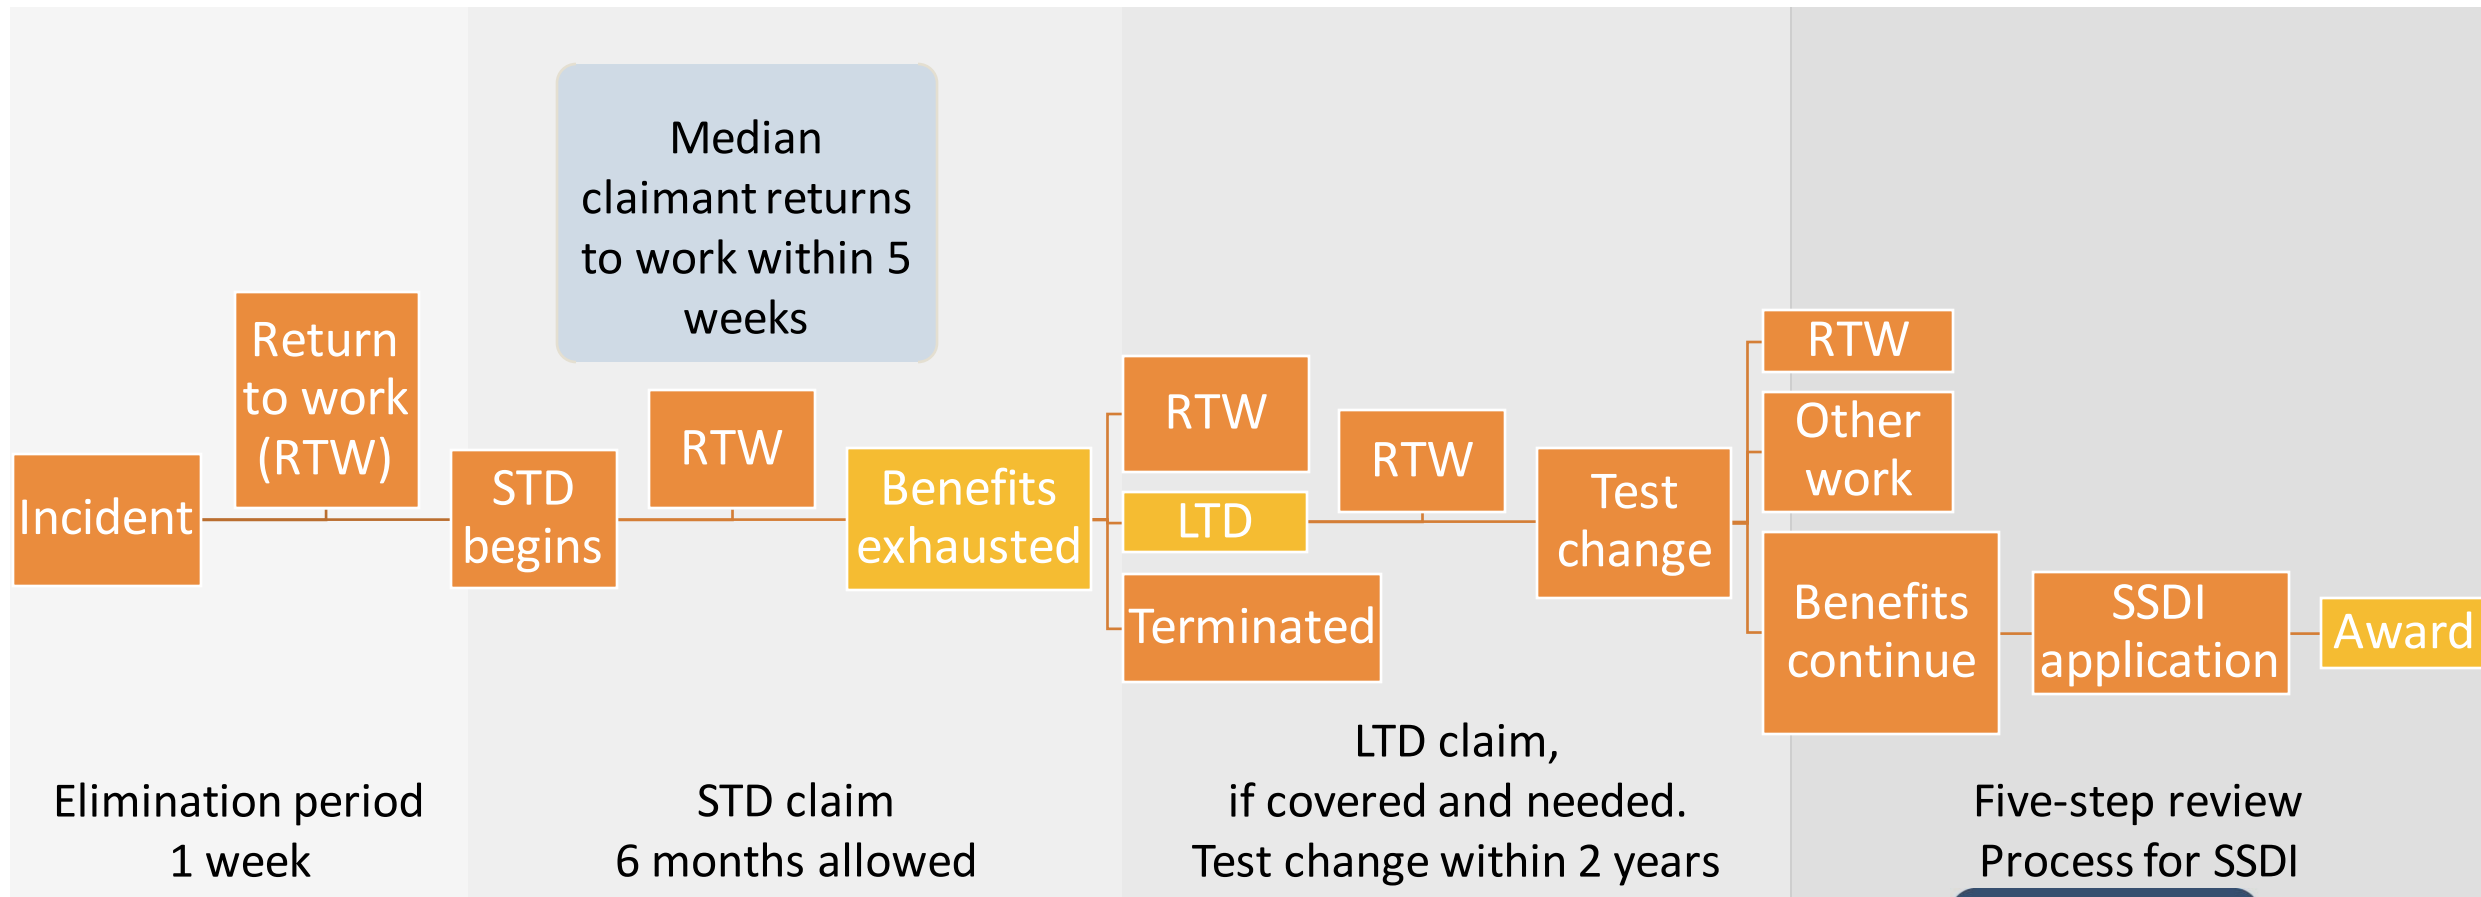 Median
claimant returns
to work within 5
weeks
Incident
Return
to work
(RTW)
STD
begins
RTW
Benefits
exhausted
RTW
LTD
Terminated
RTW
Test
change
RTW
Other
work
Benefits
continue
SSDI
application
Award
Elimination period
1 week
STD claim
6 months allowed
LTD claim,
if covered and needed.
Test change within 2 years
Five-step review
Process for SSDI